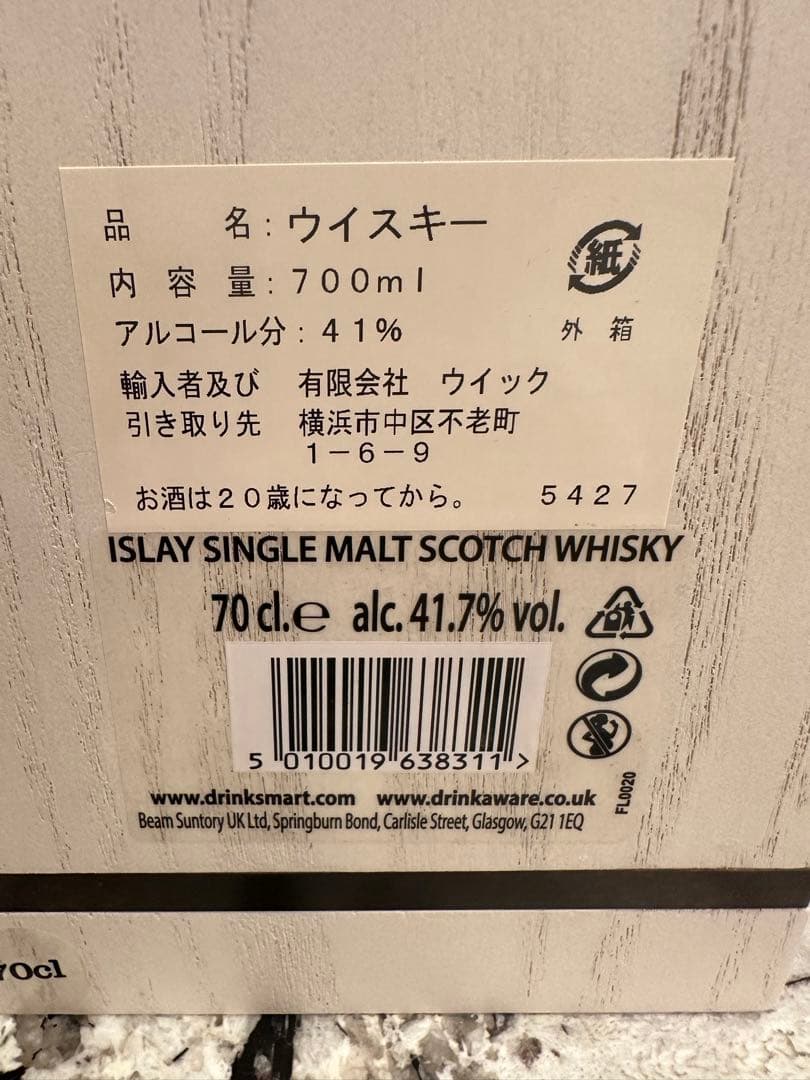 品　　名：ウイスキー
内 容 量：７００ｍｌ
アルコール分：４１％
紙
外　箱
輸入者及び　有限会社　ウイック
引き取り先　横浜市中区不老町
１－６－９
お酒は２０歳になってから。　５４２７
ISLAY SINGLE MALT SCOTCH WHISKY
70 cl.℮ alc. 41.7% vol.
5 010019 638311 >
www.drinksmart.com www.drinkaware.co.uk
Beam Suntory UK Ltd, Springburn Bond, Carlisle Street, Glasgow, G21 1EQ
FL0020
70cl